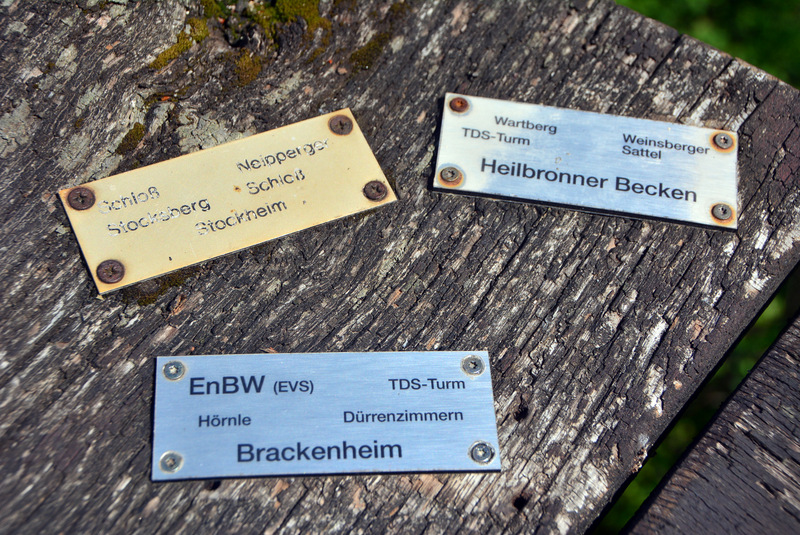 Schloß Neipperger
Stocksberg Schloß
Stockheim
Wartberg
TDS-Turm Weinsberger
Sattel
Heilbronner Becken
EnBW (EVS) TDS-Turm
Hörnle Dürrenzimmern
Brackenheim